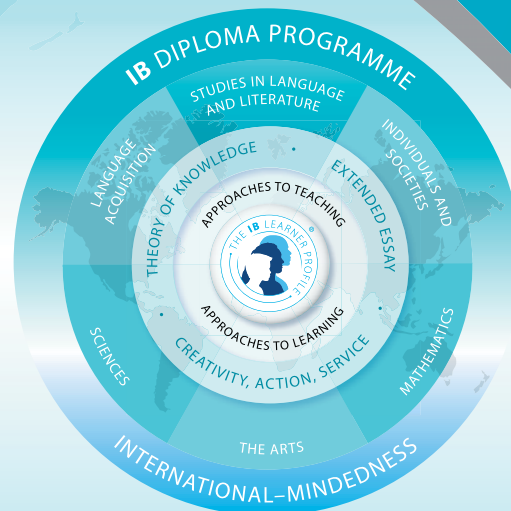 IB DIPLOMA PROGRAMME
STUDIES IN LANGUAGE
AND LITERATURE
LANGUAGE
ACQUISITION
INDIVIDUALS AND
SOCIETIES
THEORY OF KNOWLEDGE
EXTENDED ESSAY
APPROACHES TO TEACHING
THE IB LEARNER PROFILE
®
APPROACHES TO LEARNING
CREATIVITY, ACTION, SERVICE
SCIENCES
MATHEMATICS
THE ARTS
INTERNATIONAL–MINDEDNESS